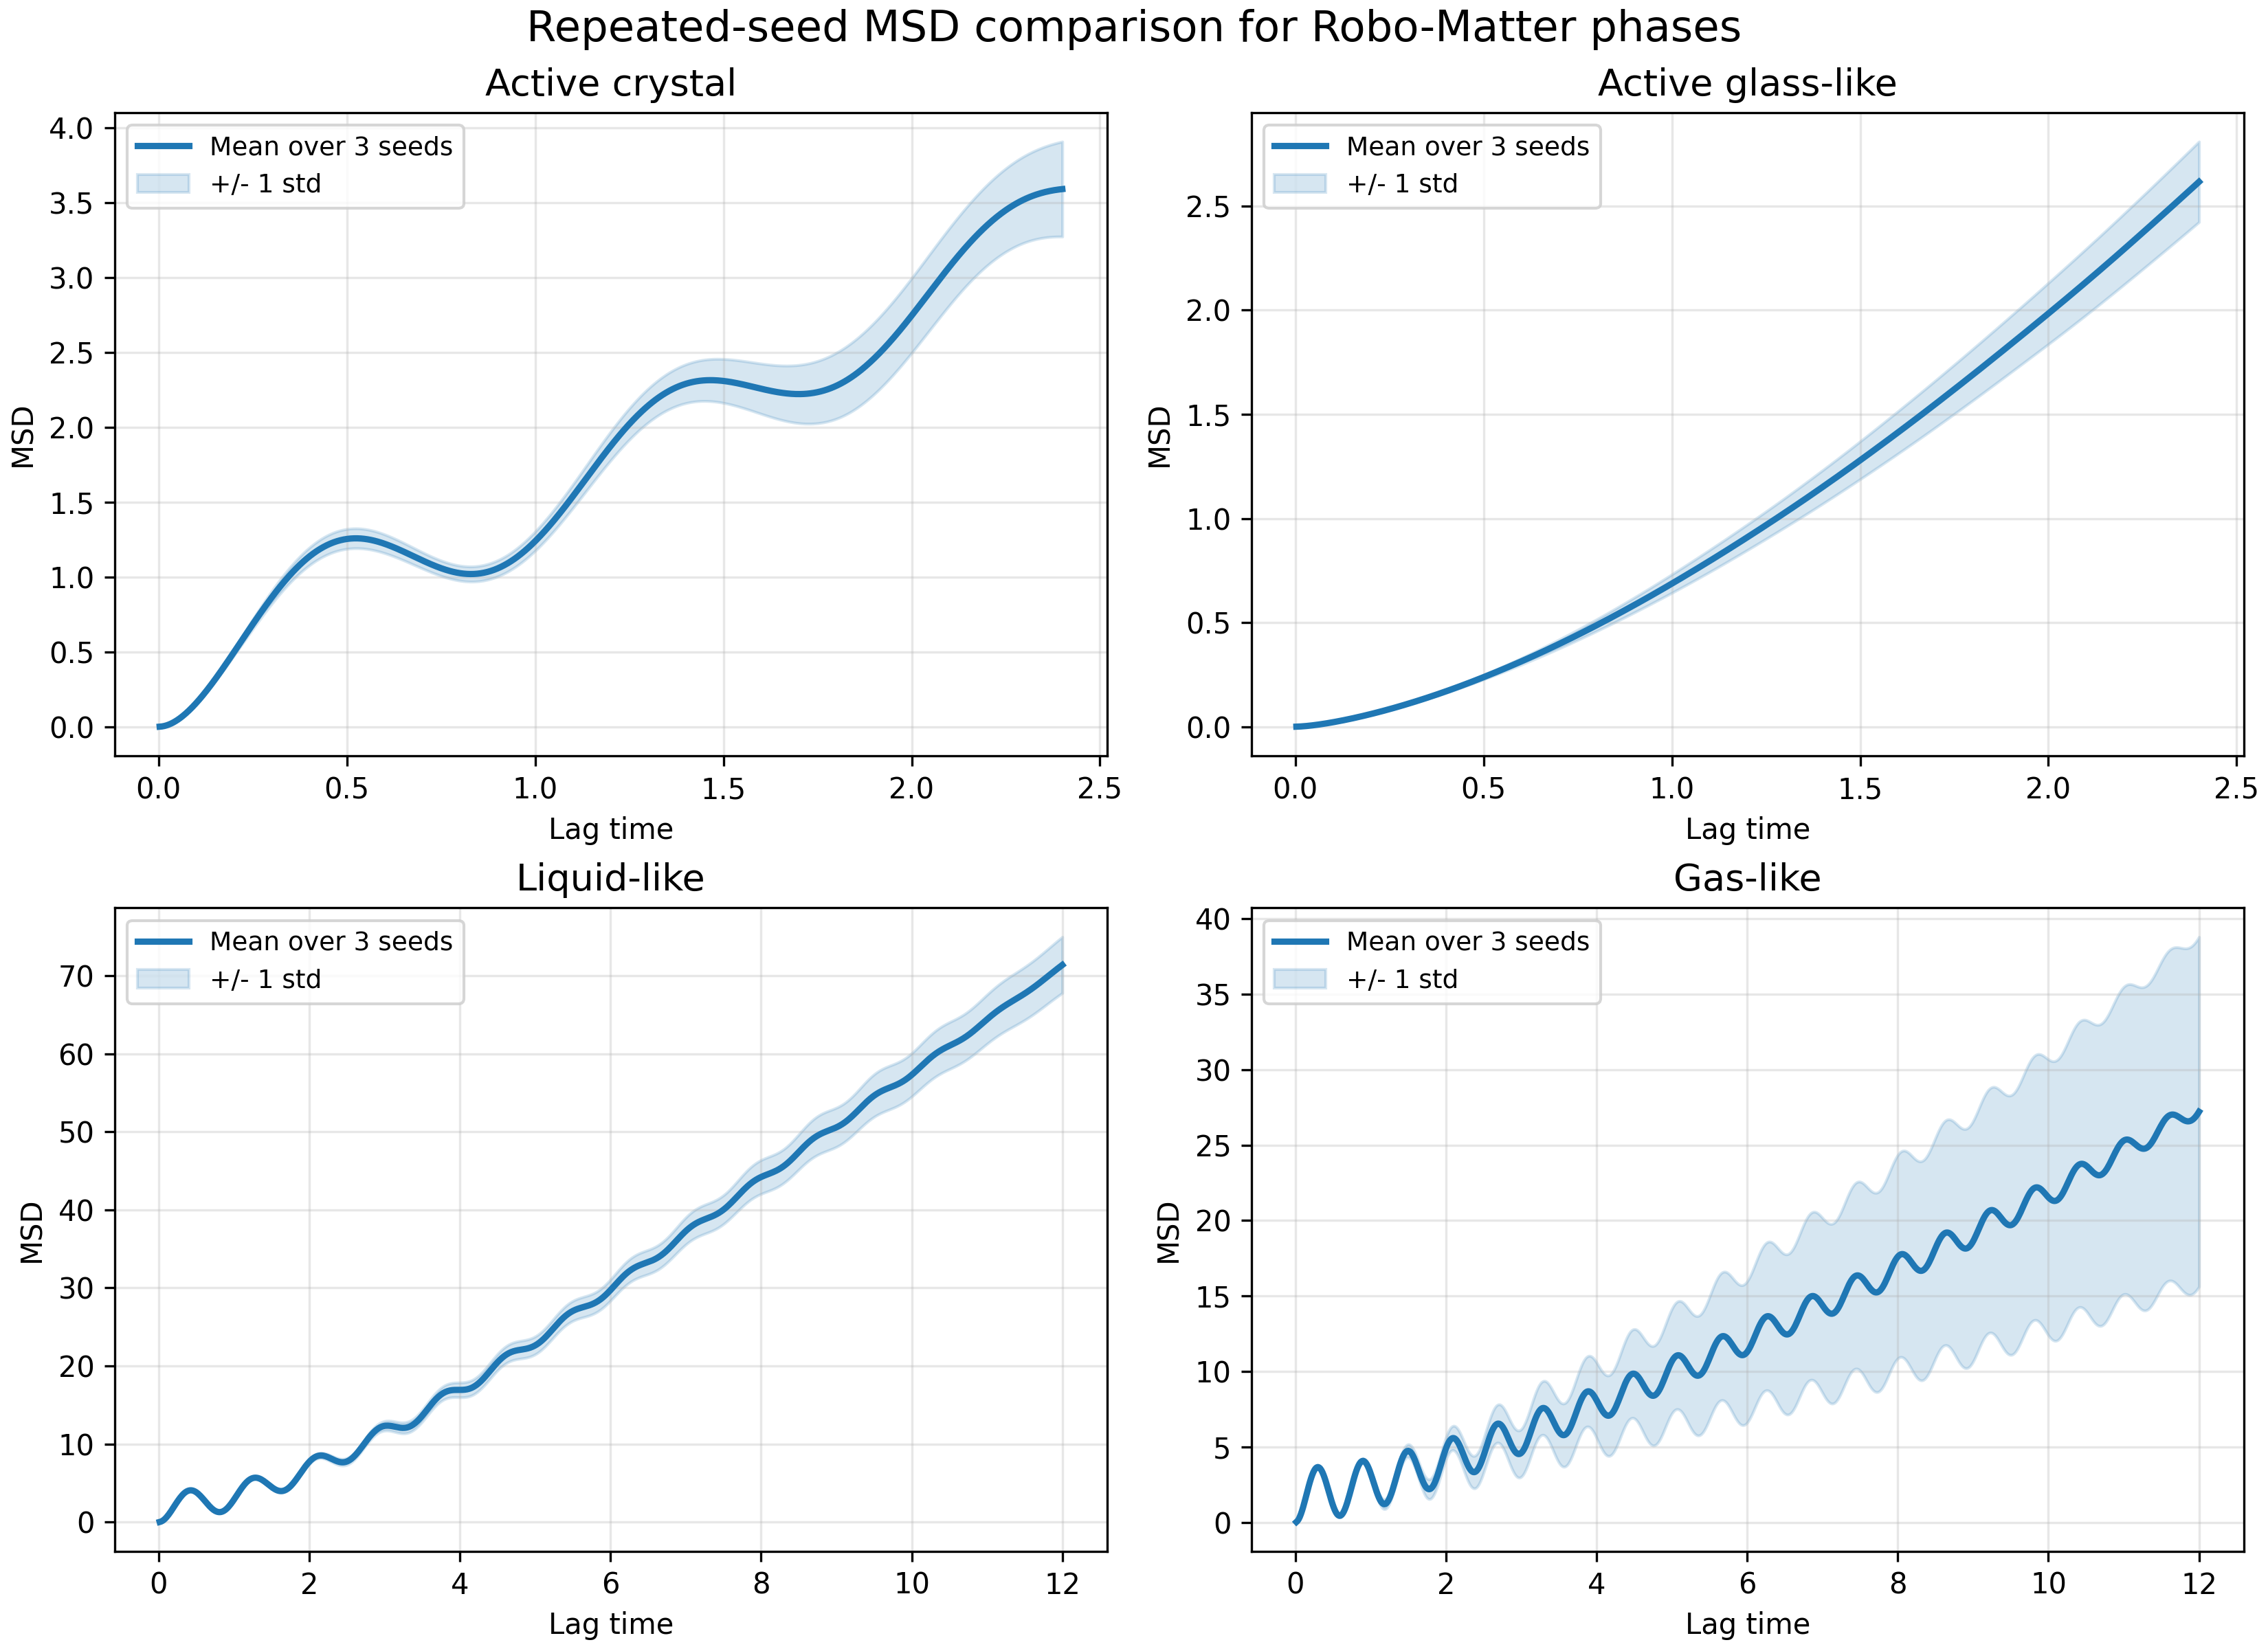 Repeated-seed MSD comparison for Robo-Matter phases
Active crystal
Mean over 3 seeds
+/- 1 std
4.0
3.5
3.0
2.5
2.0
1.5
1.0
0.5
0.0
MSD
0.0 0.5 1.0 1.5 2.0 2.5
Lag time
Active glass-like
Mean over 3 seeds
+/- 1 std
2.5
2.0
1.5
1.0
0.5
0.0
MSD
0.0 0.5 1.0 1.5 2.0 2.5
Lag time
Liquid-like
Mean over 3 seeds
+/- 1 std
70
60
50
40
30
20
10
0
MSD
0 2 4 6 8 10 12
Lag time
Gas-like
Mean over 3 seeds
+/- 1 std
40
35
30
25
20
15
10
5
0
MSD
0 2 4 6 8 10 12
Lag time